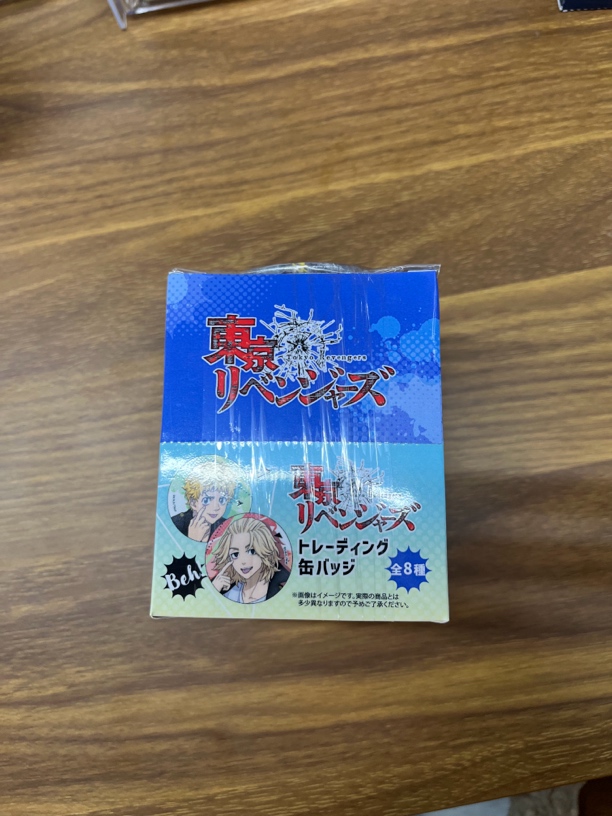 東京
Tokyo Revengers
リベンジャーズ
東京
リベンジャーズ
トレーディング
缶バッジ
Beh!
全8種
※画像はイメージです。実際の商品とは
多少異なりますので予めご了承ください。